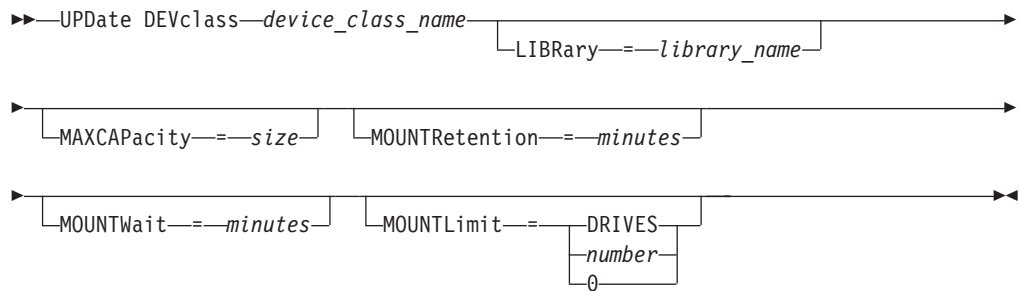 UPDate DEVclass device_class_name
LIBRary = library_name
MAXCAPacity = size MOUNTRetention = minutes
MOUNTWait = minutes MOUNTLimit = DRIVES
number
0